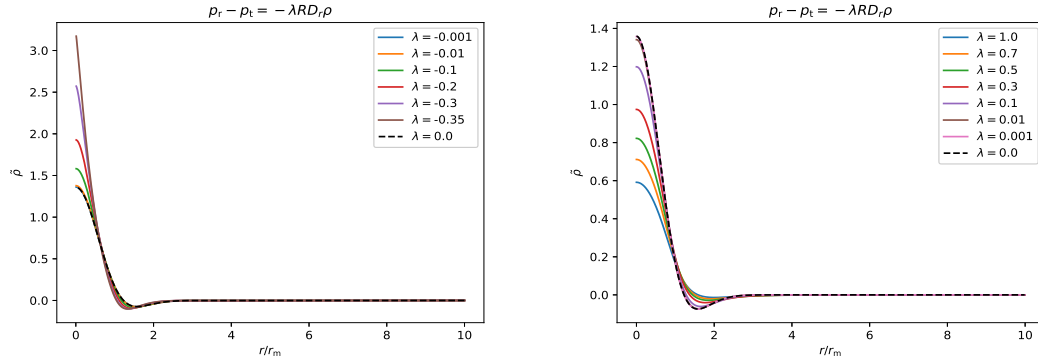 p_r − p_t = −λRD_rρ
3.0
2.5
2.0
1.5
1.0
0.5
0.0
ρ̃
0 2 4 6 8 10
r/r_m
λ = -0.001
λ = -0.01
λ = -0.1
λ = -0.2
λ = -0.3
λ = -0.35
λ = 0.0
p_r − p_t = −λRD_rρ
1.4
1.2
1.0
0.8
0.6
0.4
0.2
0.0
ρ̃
0 2 4 6 8 10
r/r_m
λ = 1.0
λ = 0.7
λ = 0.5
λ = 0.3
λ = 0.1
λ = 0.01
λ = 0.001
λ = 0.0